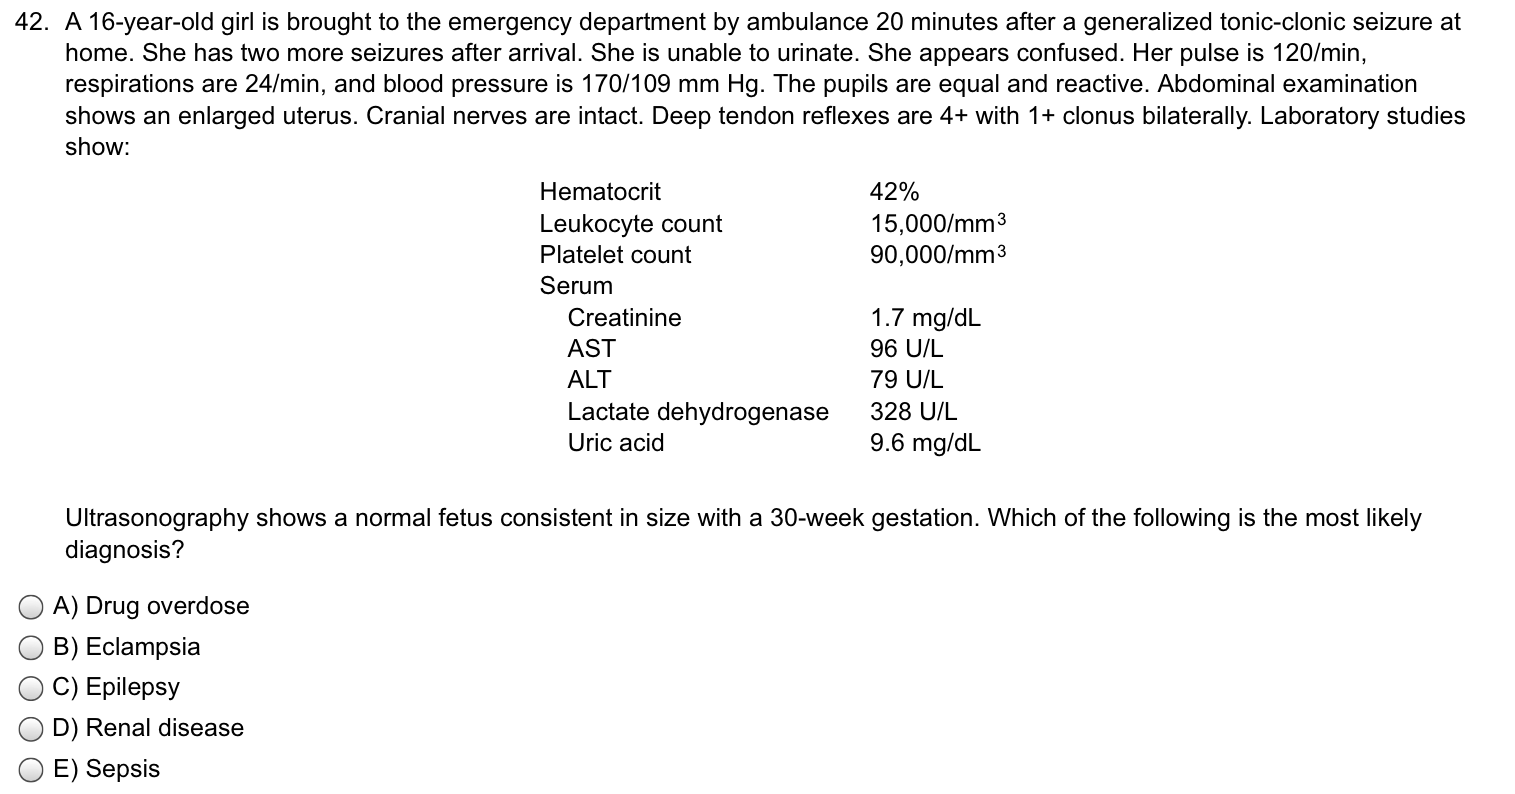 42. A 16-year-old girl is brought to the emergency department by ambulance 20 minutes after a generalized tonic-clonic seizure at
home. She has two more seizures after arrival. She is unable to urinate. She appears confused. Her pulse is 120/min,
respirations are 24/min, and blood pressure is 170/109 mm Hg. The pupils are equal and reactive. Abdominal examination
shows an enlarged uterus. Cranial nerves are intact. Deep tendon reflexes are 4+ with 1+ clonus bilaterally. Laboratory studies
show:
Hematocrit 42%
Leukocyte count 15,000/mm³
Platelet count 90,000/mm³
Serum
Creatinine 1.7 mg/dL
AST 96 U/L
ALT 79 U/L
Lactate dehydrogenase 328 U/L
Uric acid 9.6 mg/dL
Ultrasonography shows a normal fetus consistent in size with a 30-week gestation. Which of the following is the most likely
diagnosis?
A) Drug overdose
B) Eclampsia
C) Epilepsy
D) Renal disease
E) Sepsis